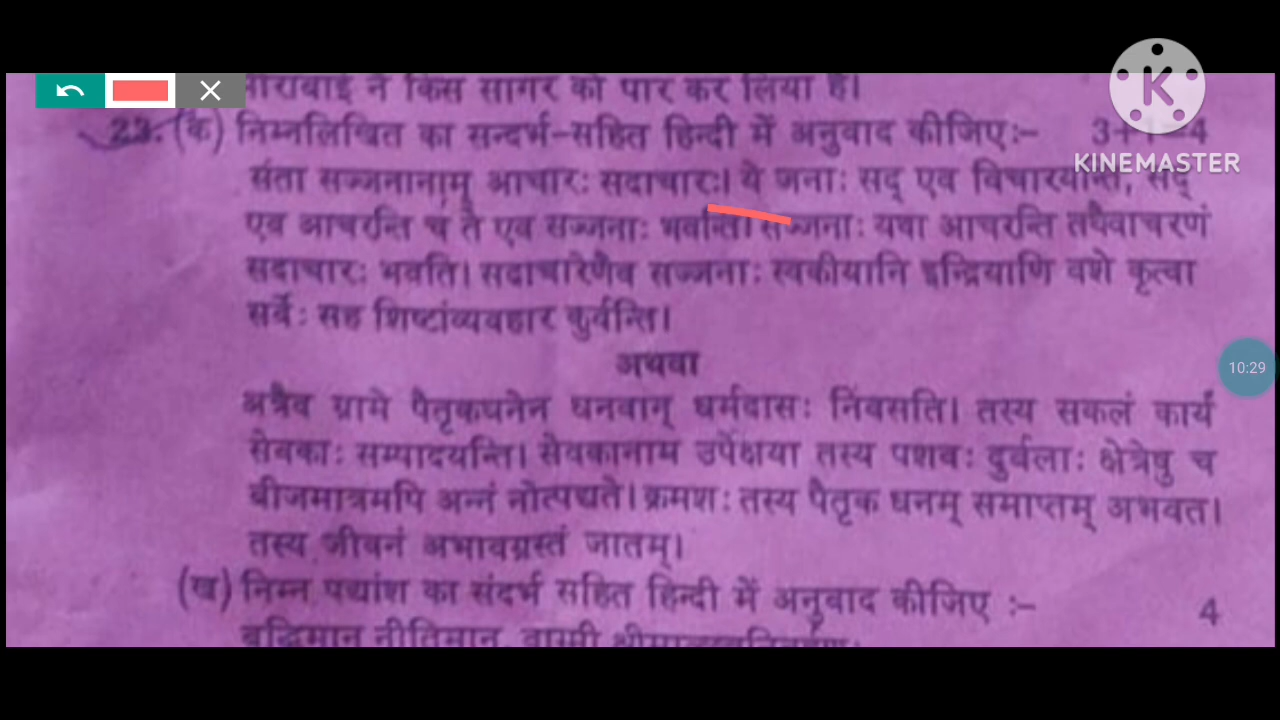 मीराबाई ने किस सागर को पार कर लिया है।
23. (क) निम्नलिखित का सन्दर्भ-सहित हिन्दी में अनुवाद कीजिए:- 3+1=4
KINEMASTER
संता सज्जनानाम् आचारः सदाचारः। ये जनाः सद् एव विचारयन्ति, सद्
एव आचरन्ति च ते एव सज्जनाः भवन्ति। सज्जनाः यथा आचरन्ति तथैवाचरणं
सदाचारः भवति। सदाचारेणैव सज्जनाः स्वकीयानि इन्द्रियाणि वशे कृत्वा
सर्वेः सह शिष्टांव्यवहार कुर्वन्ति।
अथवा
10:29
अत्रैव ग्रामे पैतृकधनेन धनवान् धर्मदासः निवसति। तस्य सकलं कार्यं
सेवकाः सम्पादयन्ति। सेवकानाम उपेक्षया तस्य पशवः दुर्वलाः क्षेत्रेषु च
बीजमात्रमपि अन्नं नोत्पद्यते। क्रमशः तस्य पैतृक धनम् समाप्तम् अभवत।
तस्य जीवनं अभावग्रस्तं जातम्।
(ख) निम्न पद्यांश का संदर्भ सहित हिन्दी में अनुवाद कीजिए :- 4
बुद्धिमान नीतिमान, वाग्मी